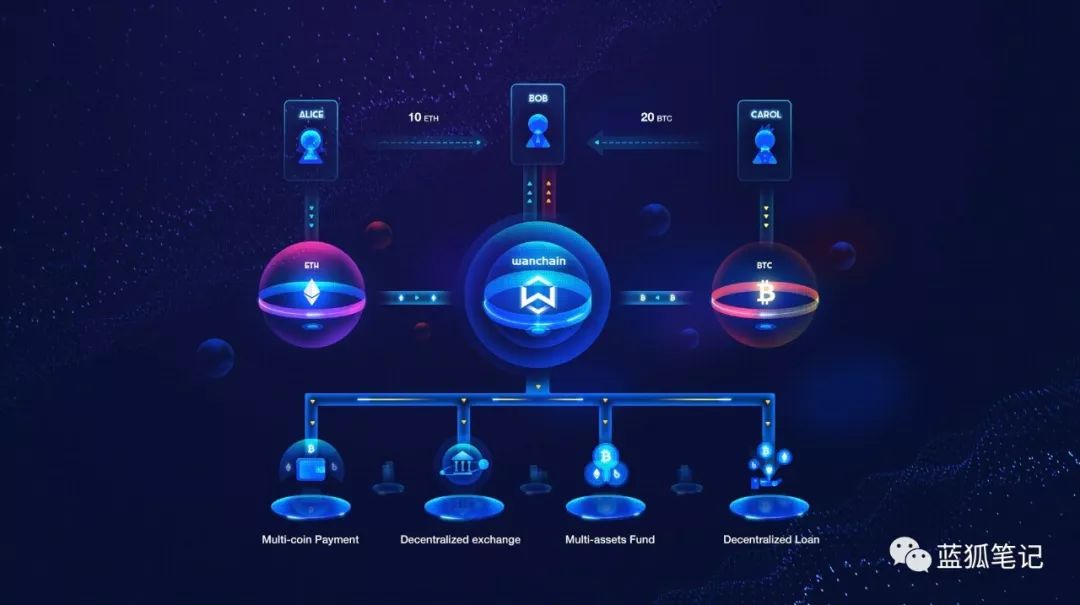 ALICE
10 ETH
BOB
20 BTC
CAROL
ETH
wanchain
BTC
Multi-coin Payment
Decentralized exchange
Multi-assets Fund
Decentralized Loan
蓝狐笔记